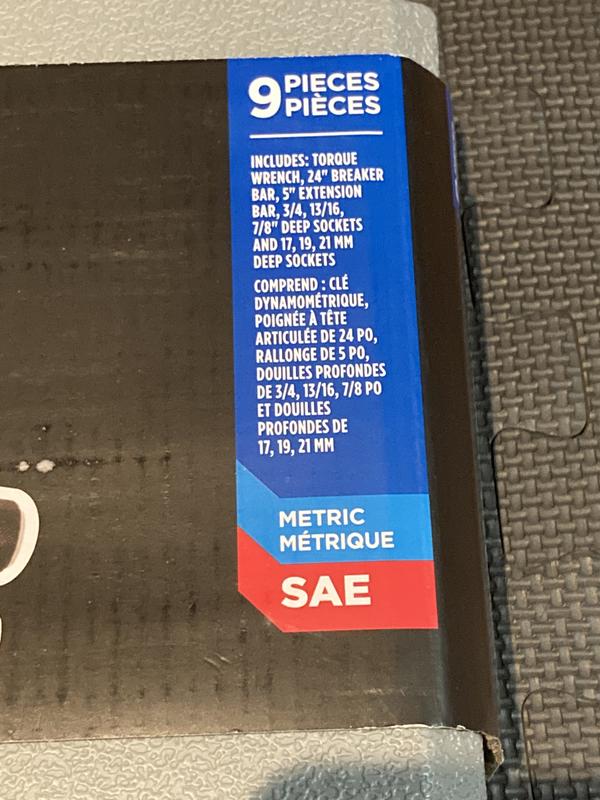 9 PIECES
PIÈCES
INCLUDES: TORQUE
WRENCH, 24" BREAKER
BAR, 5" EXTENSION
BAR, 3/4, 13/16,
7/8" DEEP SOCKETS
AND 17, 19, 21 MM
DEEP SOCKETS
COMPREND : CLÉ
DYNAMOMÉTRIQUE,
POIGNÉE À TÊTE
ARTICULÉE DE 24 PO,
RALLONGE DE 5 PO,
DOUILLES PROFONDES
DE 3/4, 13/16, 7/8 PO
ET DOUILLES
PROFONDES DE
17, 19, 21 MM
METRIC
MÉTRIQUE
SAE